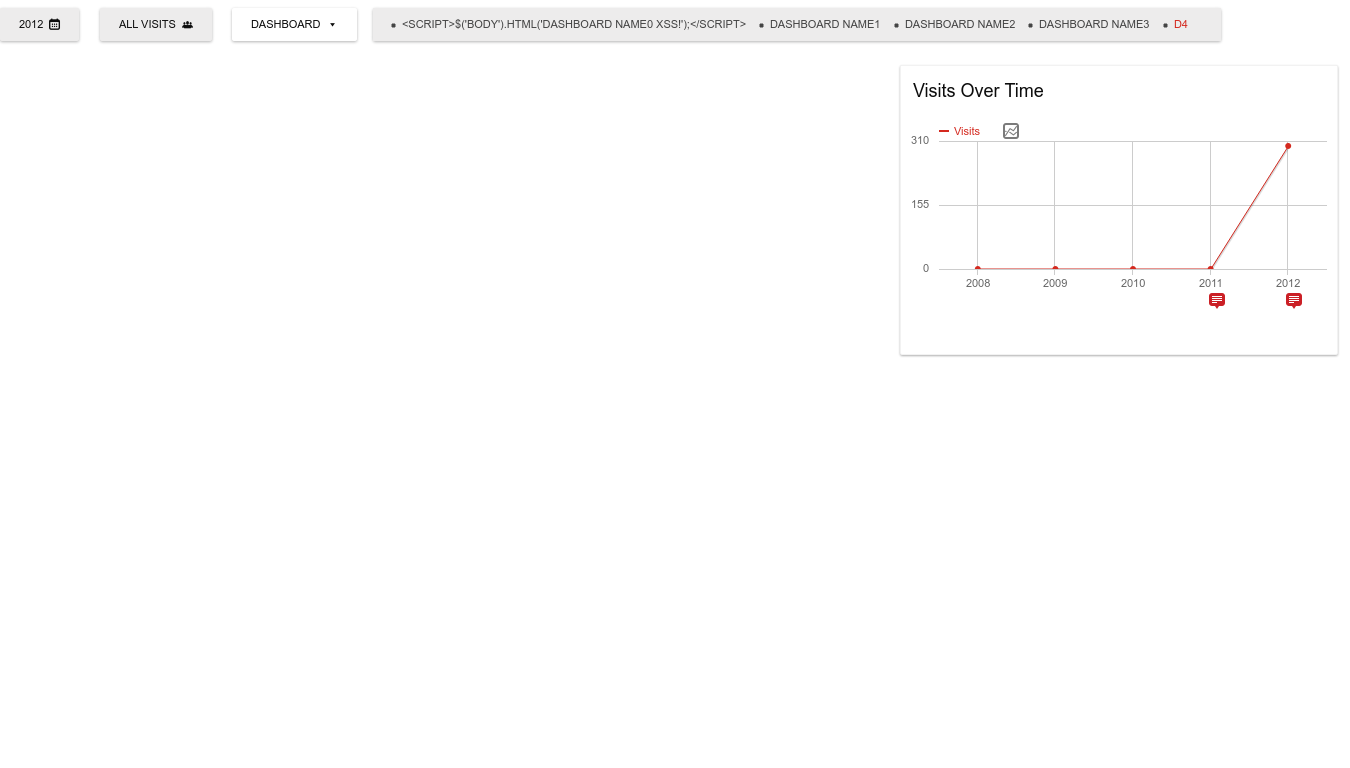 2012
ALL VISITS
DASHBOARD
<SCRIPT>$('BODY').HTML('DASHBOARD NAME0 XSS!');</SCRIPT>
DASHBOARD NAME1
DASHBOARD NAME2
DASHBOARD NAME3
D4
Visits Over Time
Visits
310
155
0
2008 2009 2010 2011 2012